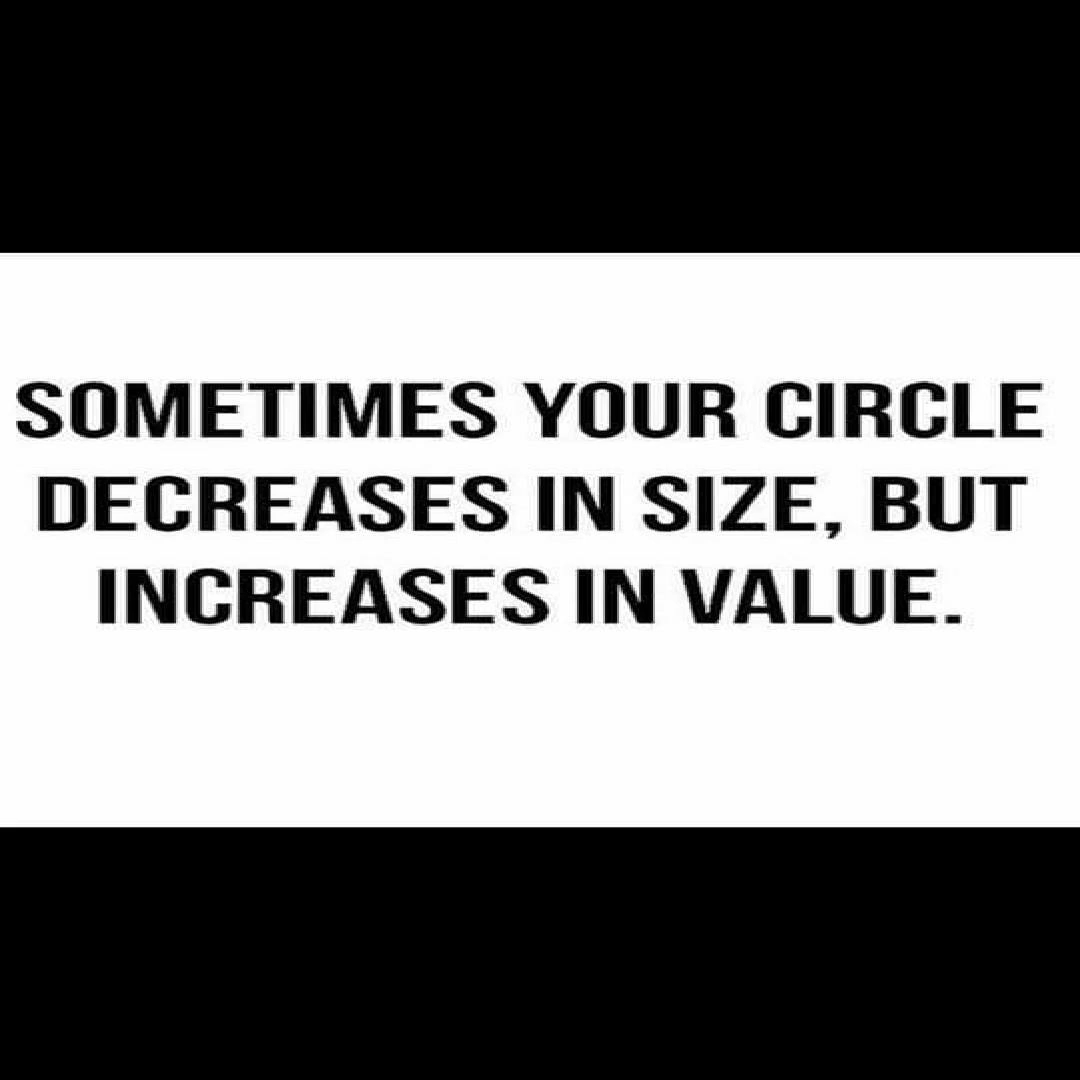 SOMETIMES YOUR CIRCLE
DECREASES IN SIZE, BUT
INCREASES IN VALUE.